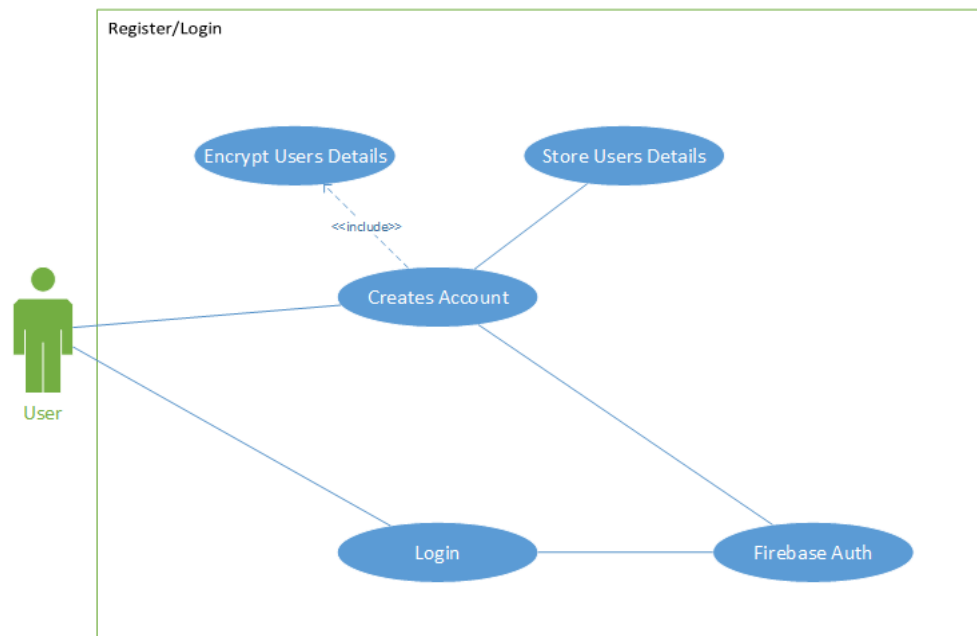 Register/Login
Encrypt Users Details
Store Users Details
<<include>>
Creates Account
User
Login
Firebase Auth